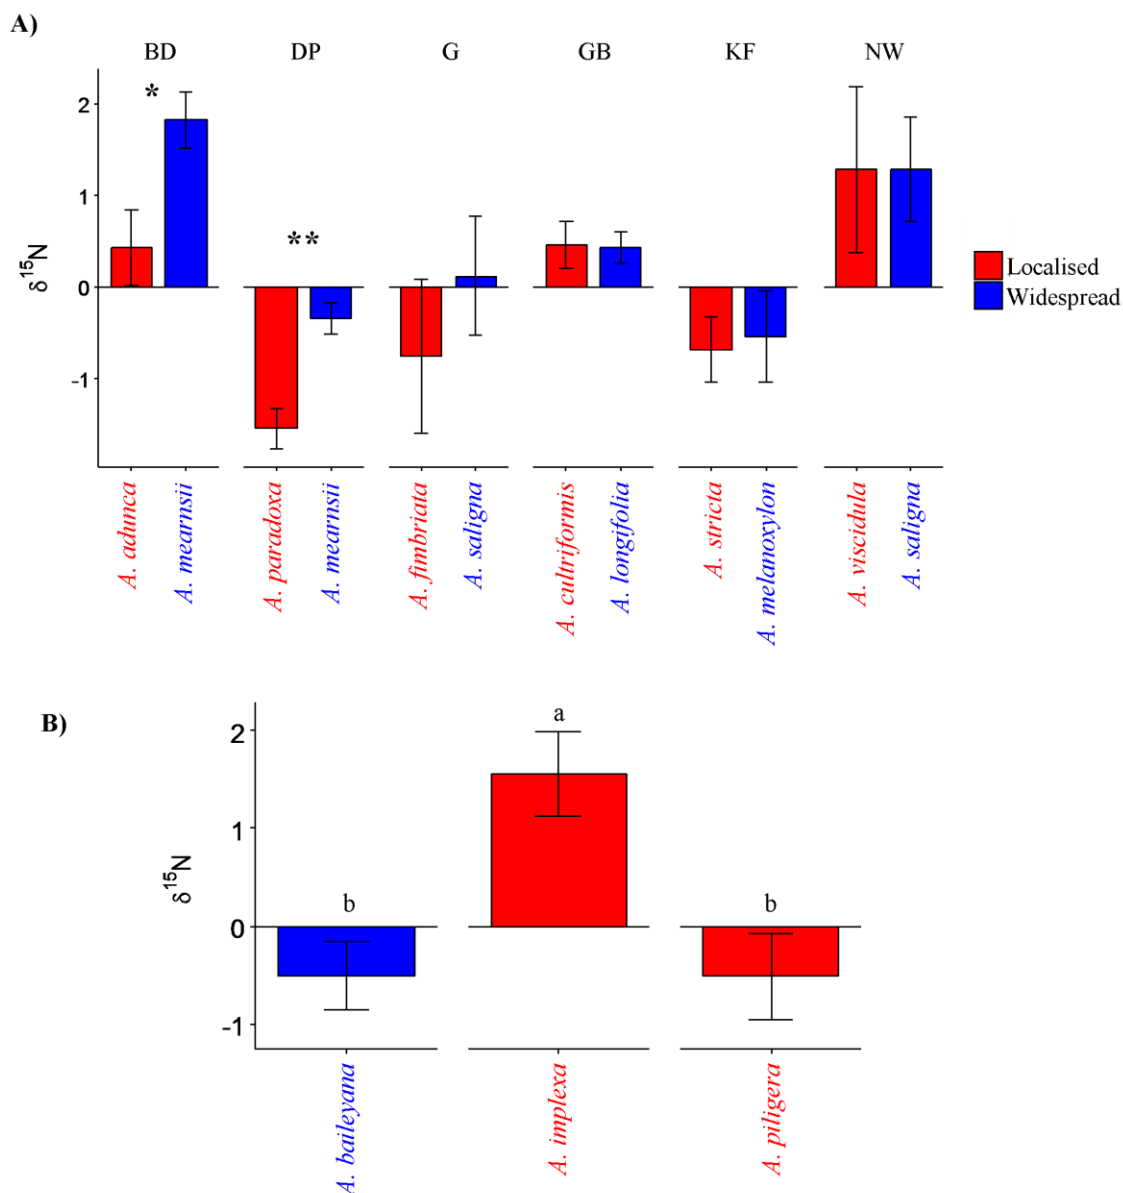 A)
BD DP G GB KF NW
* **
2
1
0
-1
δ¹⁵N
Localised
Widespread
A. adunca A. mearnsii A. paradoxa A. mearnsii A. fimbriata A. saligna A. cultriformis A. longifolia A. stricta A. melanoxylon A. viscidula A. saligna
B)
a
b b
2
1
0
-1
δ¹⁵N
A. baileyana A. implexa A. piligera